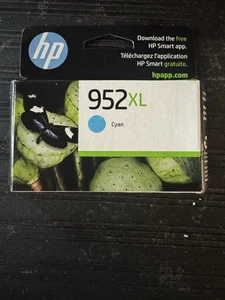 hp
Download the free
HP Smart app.
Téléchargez l'application
HP Smart gratuite.
hpapp.com
952XL
Cyan